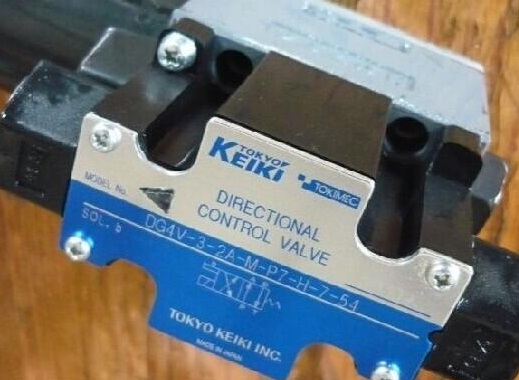 TOKYO
KEIKI
TOKIMEC
DIRECTIONAL
CONTROL VALVE
MODEL No.
DG4V-3-2A-M-P7-H-7-54
SOL. b
TOKYO KEIKI INC.
MADE IN JAPAN